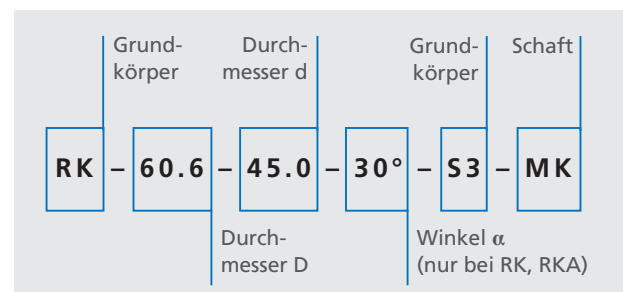 Grund-
körper
Durch-
messer d
Grund-
körper
Schaft
RK – 60.6 – 45.0 – 30° – S3 – MK
Durch-
messer D
Winkel α
(nur bei RK, RKA)